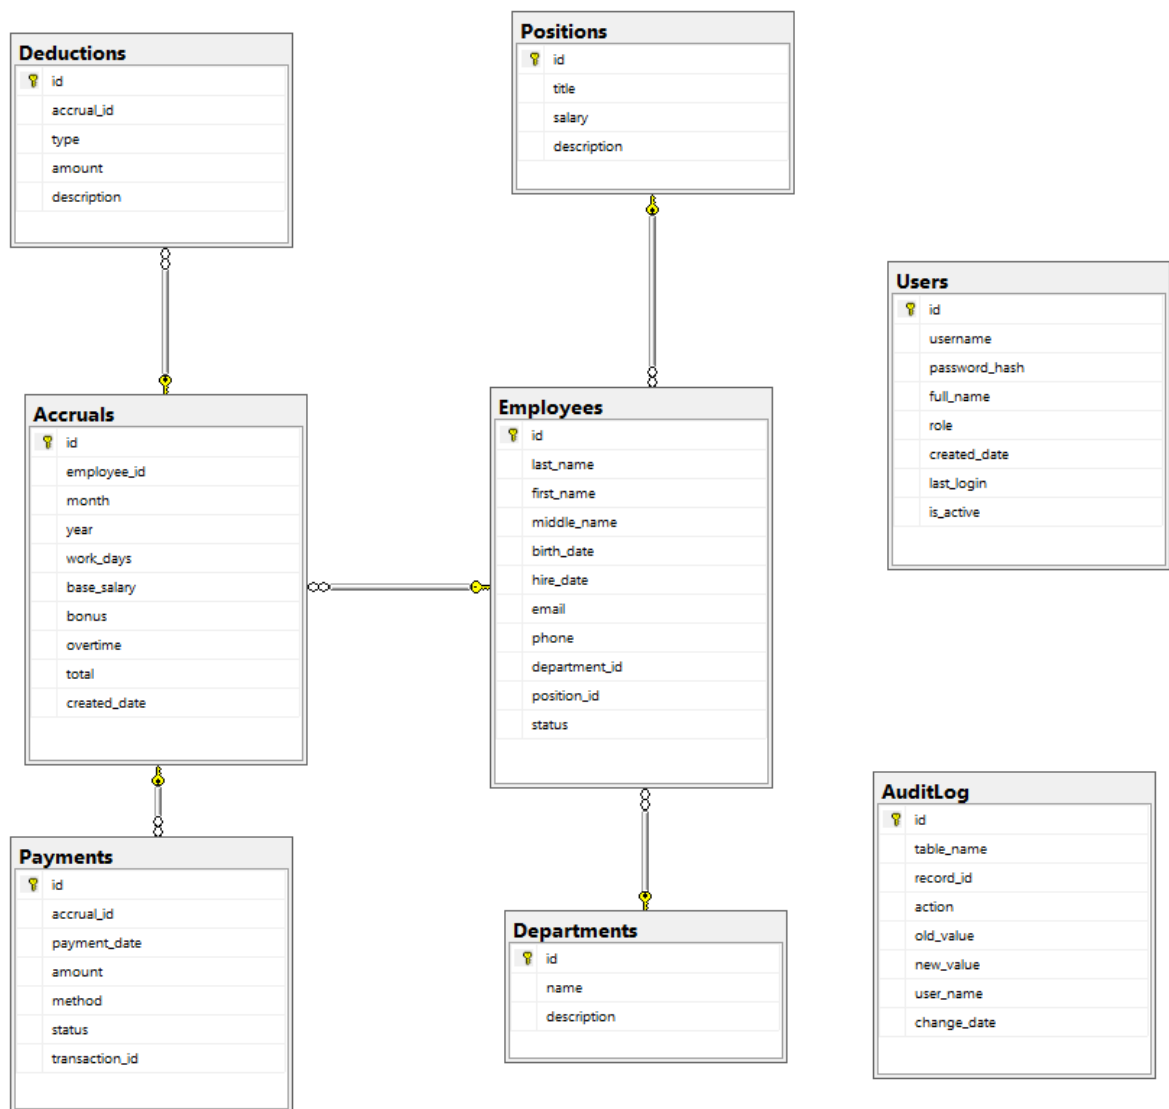 Deductions
id
accrual_id
type
amount
description
Positions
id
title
salary
description
Users
id
username
password_hash
full_name
role
created_date
last_login
is_active
Accruals
id
employee_id
month
year
work_days
base_salary
bonus
overtime
total
created_date
Employees
id
last_name
first_name
middle_name
birth_date
hire_date
email
phone
department_id
position_id
status
AuditLog
id
table_name
record_id
action
old_value
new_value
user_name
change_date
Payments
id
accrual_id
payment_date
amount
method
status
transaction_id
Departments
id
name
description